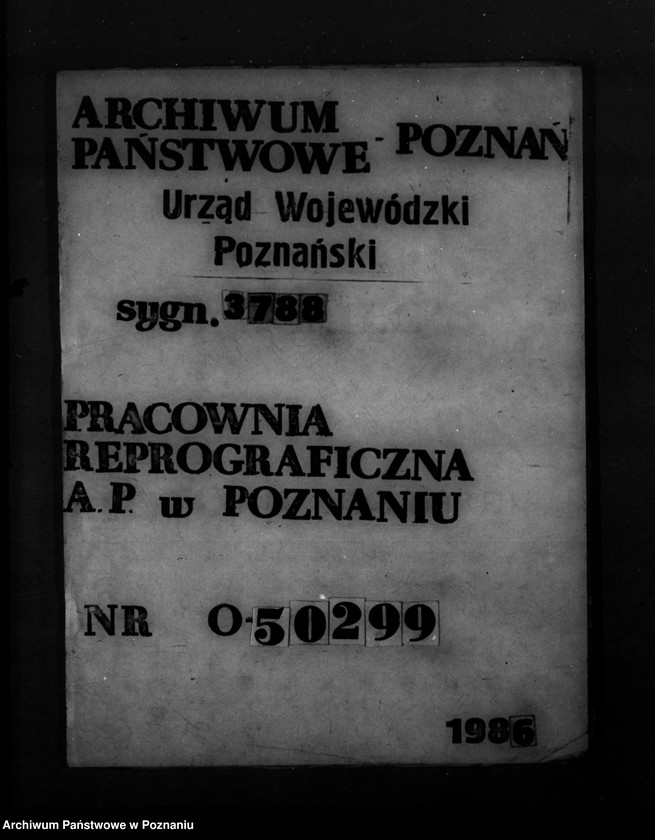 ARCHIWUM
PAŃSTWOWE - POZNAŃ
Urząd Wojewódzki
Poznański
sygn. 3788
PRACOWNIA
REPROGRAFICZNA
A.P. w POZNANIU
NR O-50299
1986
Archiwum Państwowe w Poznaniu